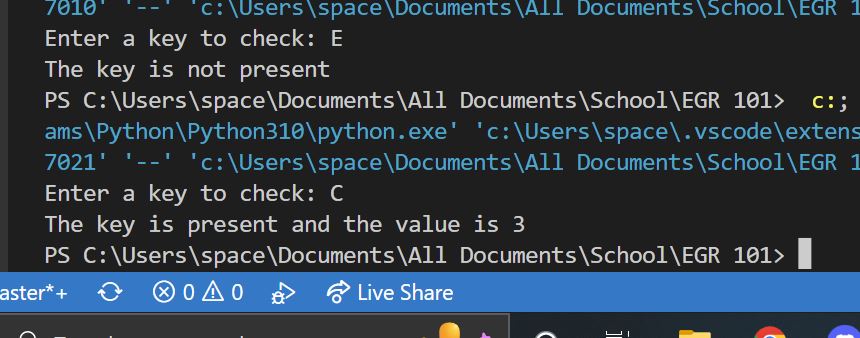 7010' '--' 'c:\Users\space\Documents\All Documents\School\EGR 1
Enter a key to check: E
The key is not present
PS C:\Users\space\Documents\All Documents\School\EGR 101>  c:;
ams\Python\Python310\python.exe' 'c:\Users\space\.vscode\extens
7021' '--' 'c:\Users\space\Documents\All Documents\School\EGR 1
Enter a key to check: C
The key is present and the value is 3
PS C:\Users\space\Documents\All Documents\School\EGR 101>
aster*+ 0 0 Live Share